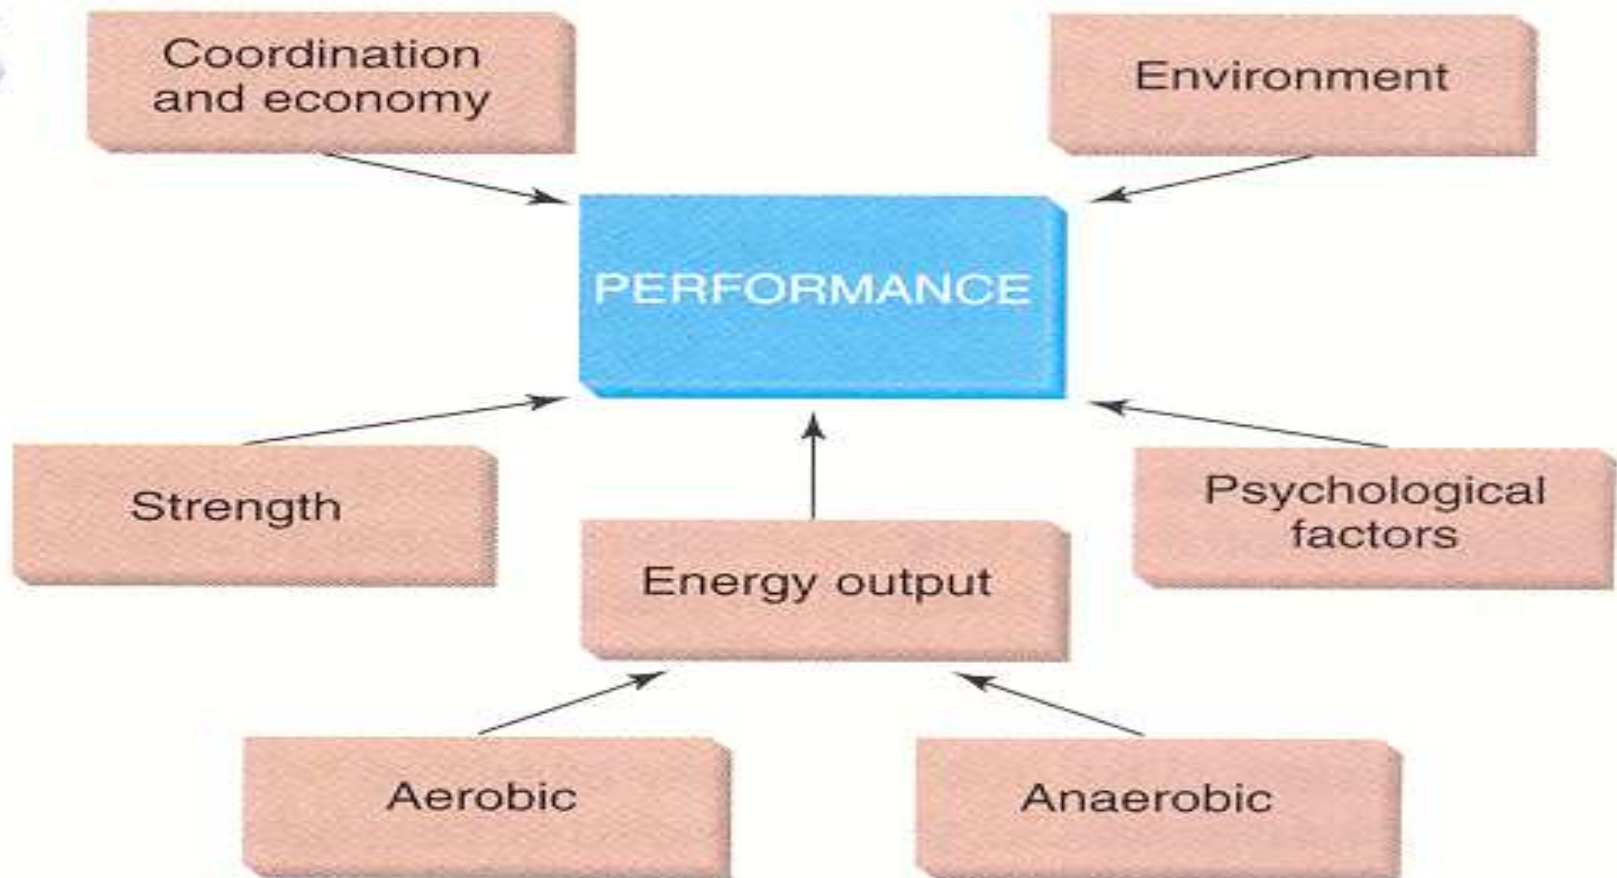 Coordination
and economy
Environment
PERFORMANCE
Strength
Psychological
factors
Energy output
Aerobic
Anaerobic